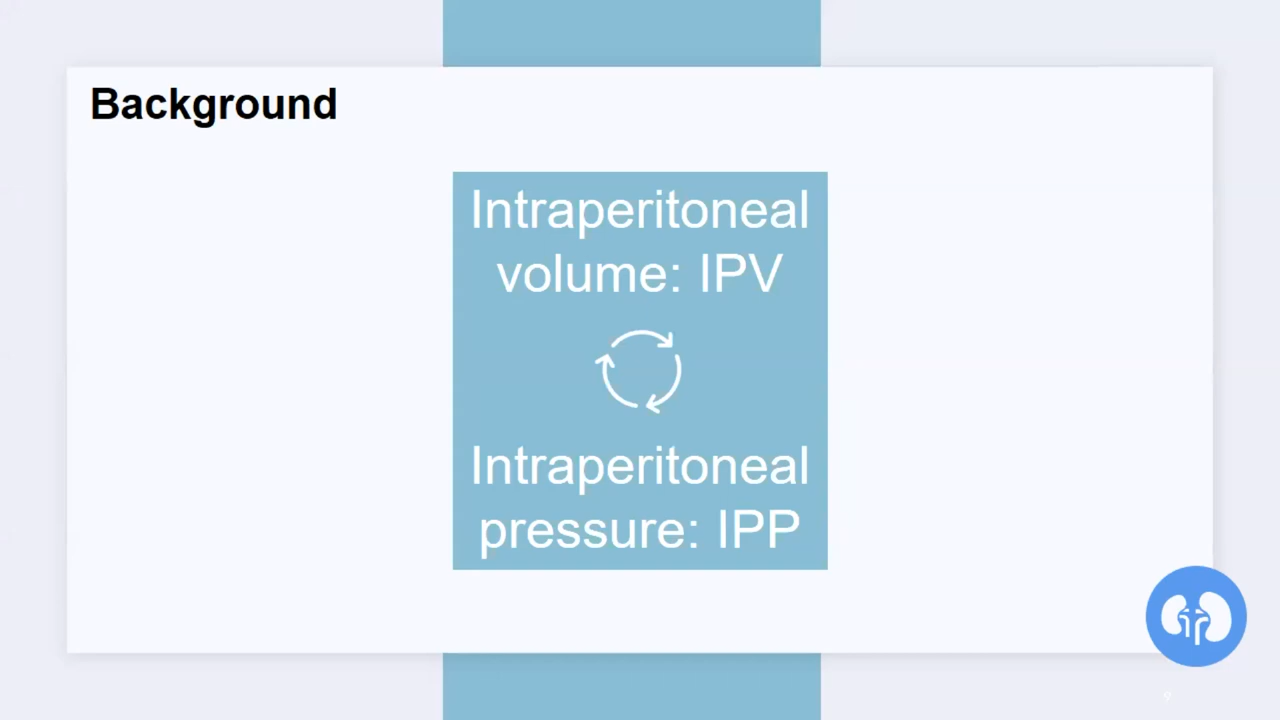 Background
Intraperitoneal
volume: IPV
Intraperitoneal
pressure: IPP